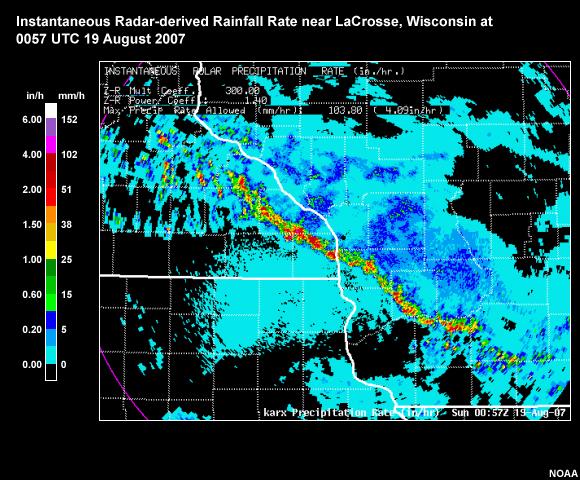 Instantaneous Radar-derived Rainfall Rate near LaCrosse, Wisconsin at
0057 UTC 19 August 2007
INSTANTANEOUS POLAR PRECIPITATION RATE (in./hr.)
Z-R Mult Coeff.: 300.00
Z-R Power Coeff.: 1.40
Max Precip Rate Allowed (mm/hr): 103.80 ( 4.09in/hr)
in/h mm/h
6.00 152
4.00 102
2.00 51
1.50 38
1.00 25
0.60 15
0.20 5
0.00 0
karx Precipitation Rate (in/hr) Sun 00:57Z 19-Aug-07
NOAA